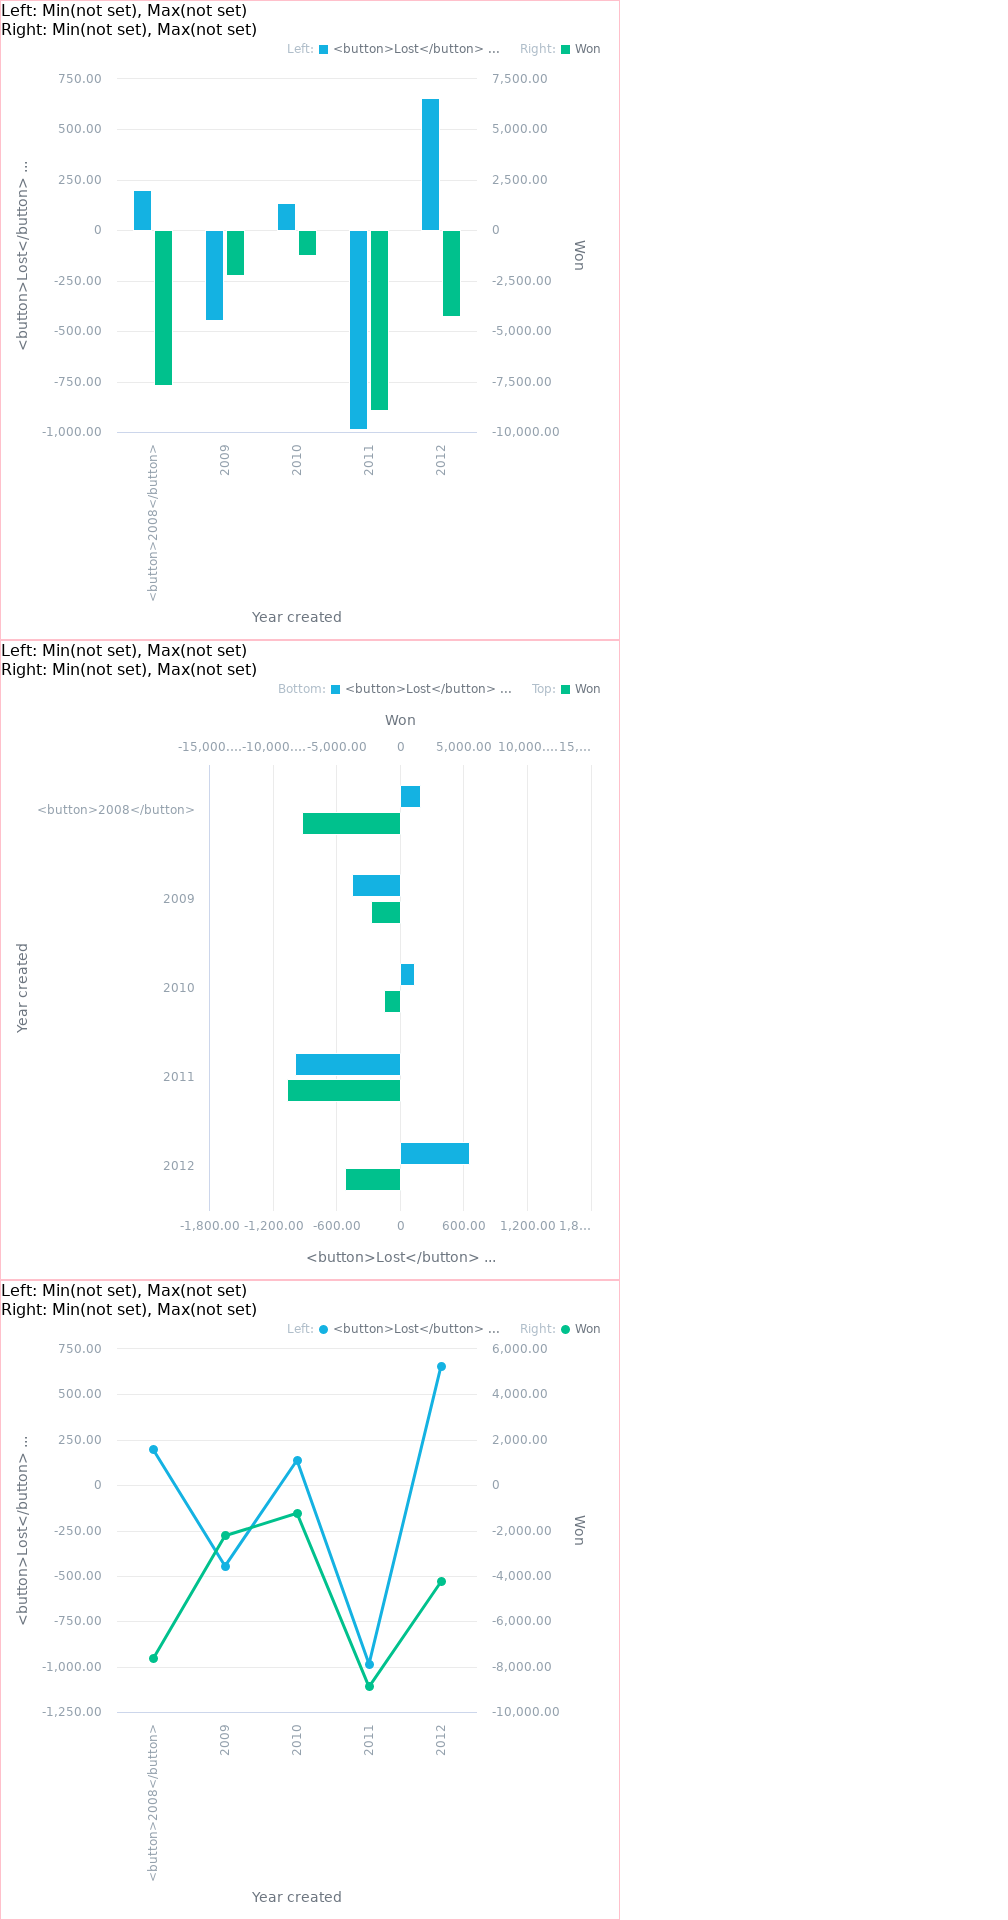 Left: Min(not set), Max(not set)
Right: Min(not set), Max(not set)
Left: <button>Lost</button> ... Right: Won
750.00 7,500.00
500.00 5,000.00
250.00 2,500.00
0 0
-250.00 -2,500.00
-500.00 -5,000.00
-750.00 -7,500.00
-1,000.00 -10,000.00
<button>Lost</button> ...
Won
<button>2008</button> 2009 2010 2011 2012
Year created
Left: Min(not set), Max(not set)
Right: Min(not set), Max(not set)
Bottom: <button>Lost</button> ... Top: Won
Won
-15,000.... -10,000.... -5,000.00 0 5,000.00 10,000.... 15,...
<button>2008</button>
2009
2010
2011
2012
Year created
-1,800.00 -1,200.00 -600.00 0 600.00 1,200.00 1,8...
<button>Lost</button> ...
Left: Min(not set), Max(not set)
Right: Min(not set), Max(not set)
Left: <button>Lost</button> ... Right: Won
750.00 6,000.00
500.00 4,000.00
250.00 2,000.00
0 0
-250.00 -2,000.00
-500.00 -4,000.00
-750.00 -6,000.00
-1,000.00 -8,000.00
-1,250.00 -10,000.00
<button>Lost</button> ...
Won
<button>2008</button> 2009 2010 2011 2012
Year created